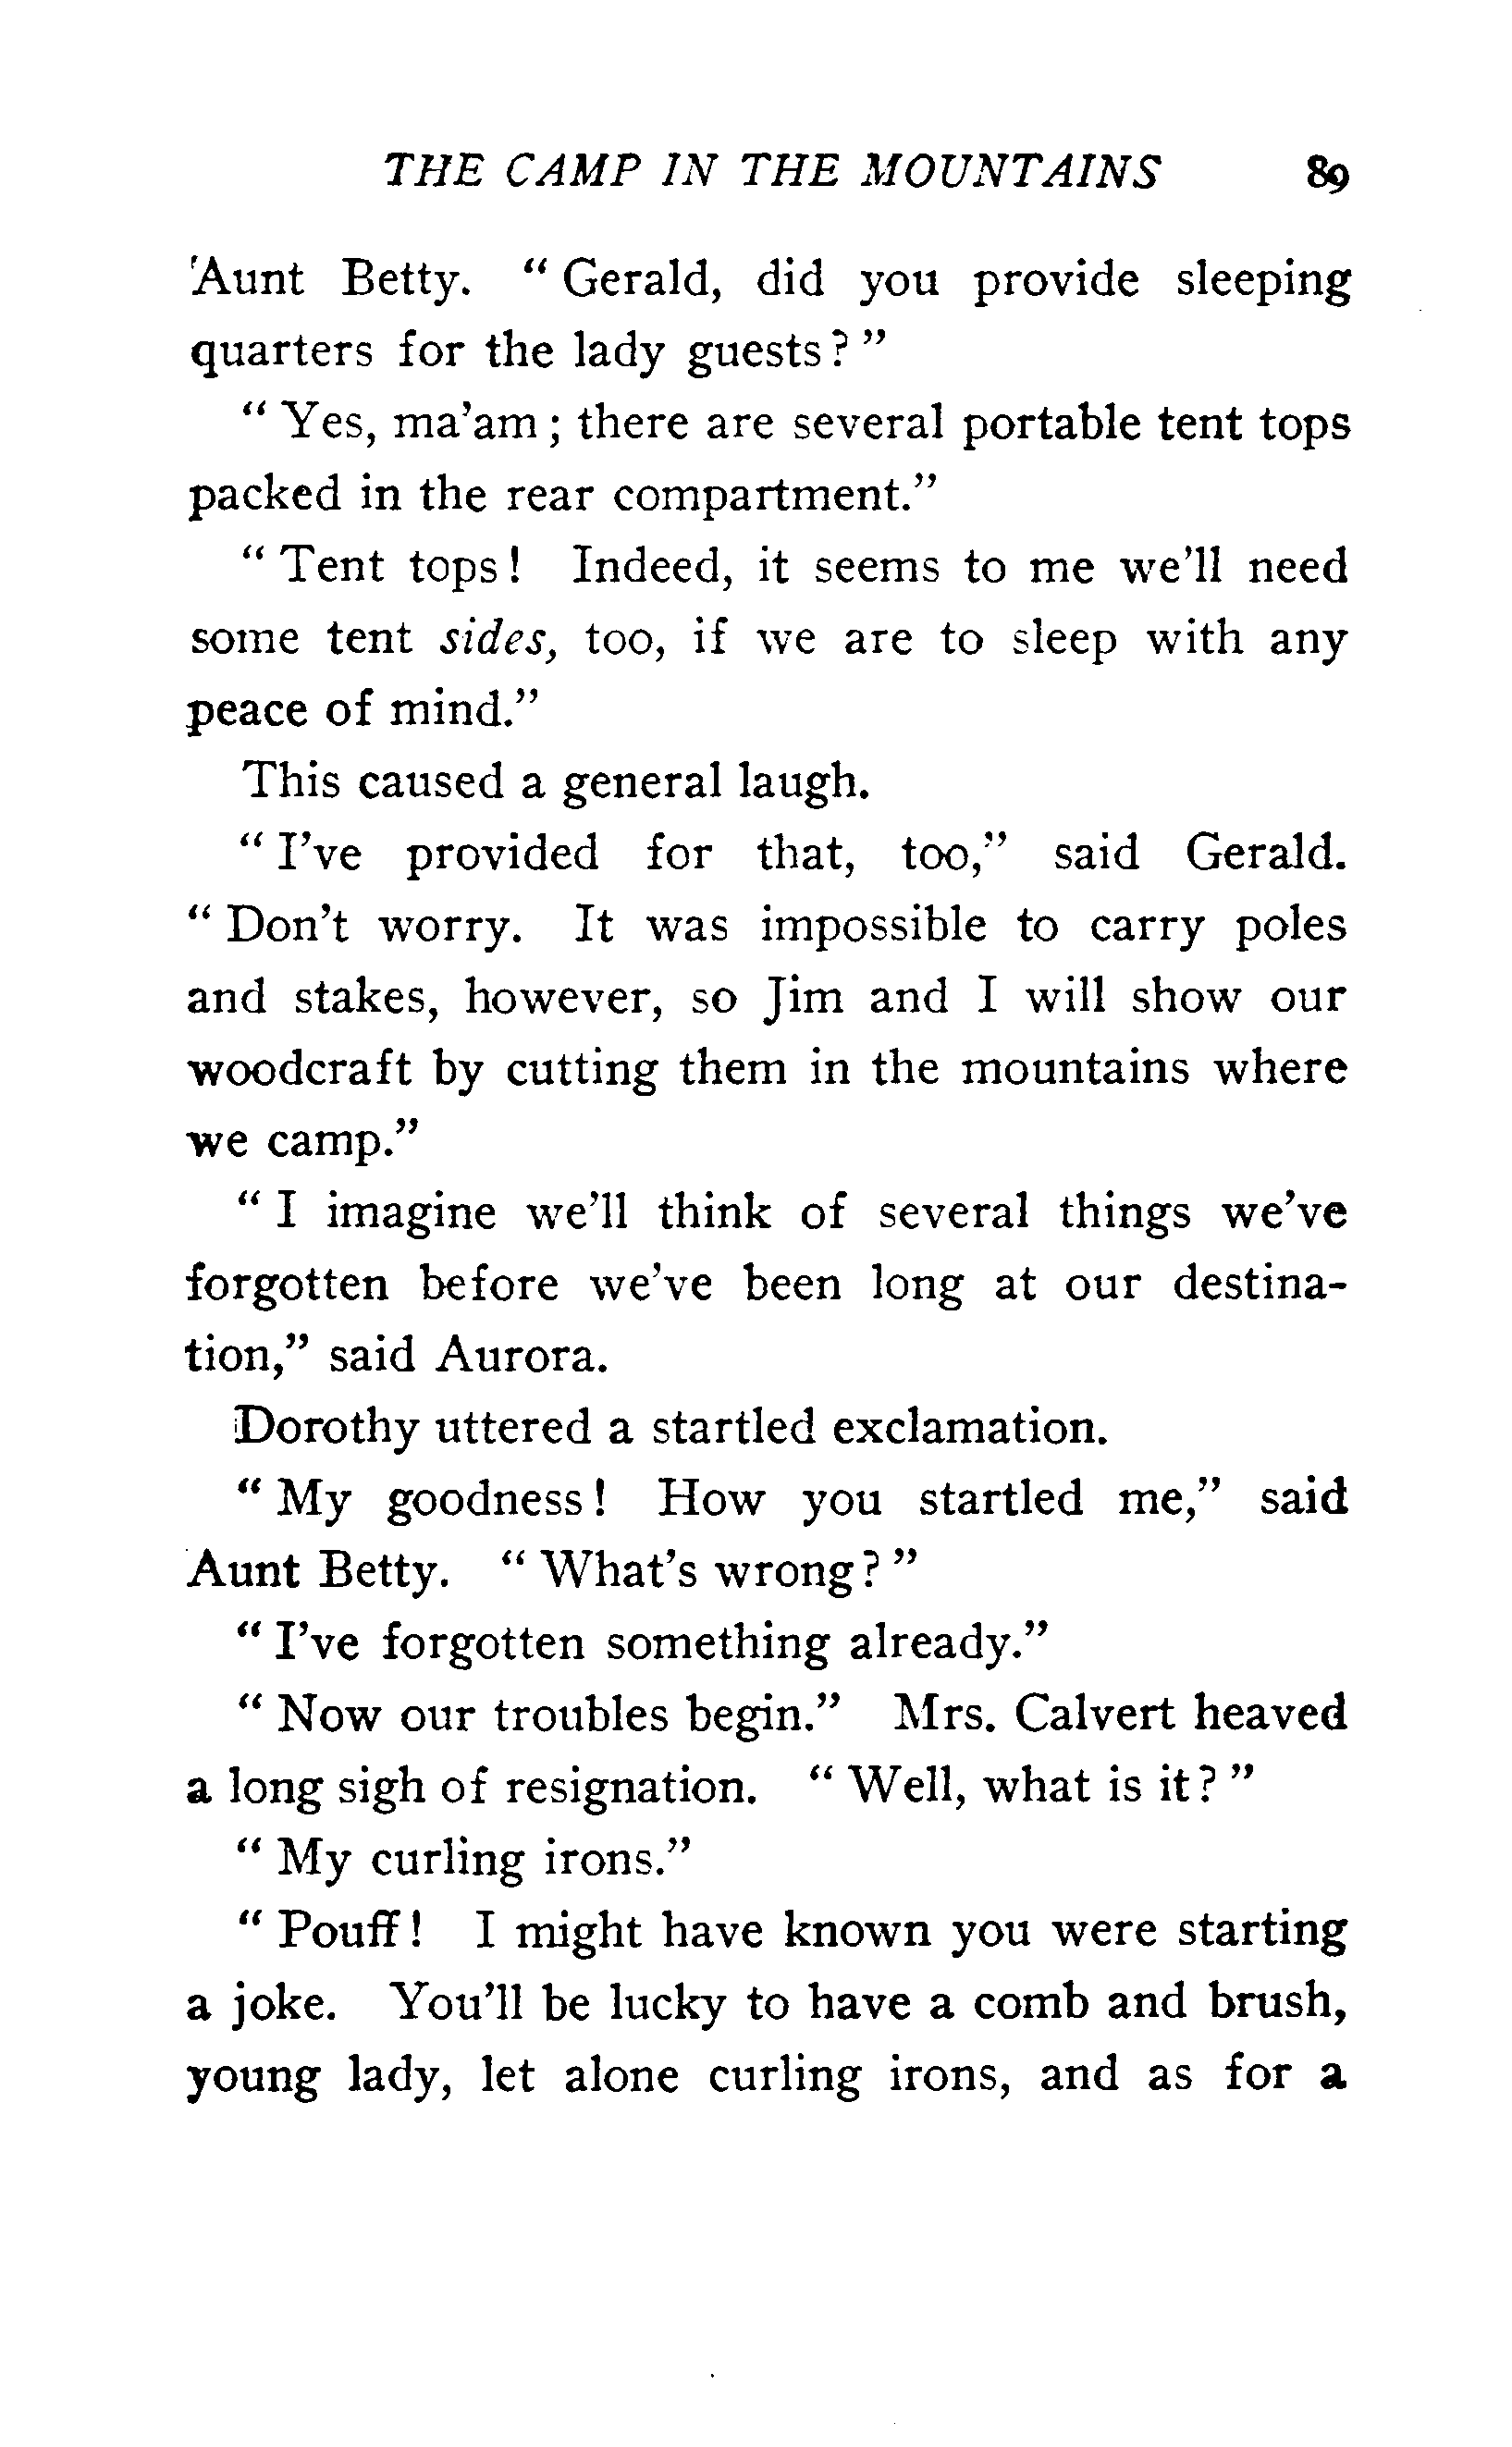 THE CAMP IN THE MOUNTAINS 89
Aunt Betty. “ Gerald, did you provide sleeping
quarters for the lady guests ? ”
“ Yes, ma’am ; there are several portable tent tops
packed in the rear compartment.”
“ Tent tops ! Indeed, it seems to me we’ll need
some tent sides, too, if we are to sleep with any
peace of mind.”
This caused a general laugh.
“ I’ve provided for that, too,” said Gerald.
“ Don’t worry. It was impossible to carry poles
and stakes, however, so Jim and I will show our
woodcraft by cutting them in the mountains where
we camp.”
“ I imagine we’ll think of several things we’ve
forgotten before we’ve been long at our destina-
tion,” said Aurora.
Dorothy uttered a startled exclamation.
“ My goodness ! How you startled me,” said
Aunt Betty. “ What’s wrong ? ”
“ I’ve forgotten something already.”
“ Now our troubles begin.” Mrs. Calvert heaved
a long sigh of resignation. “ Well, what is it ? ”
“ My curling irons.”
“ Pouff ! I might have known you were starting
a joke. You’ll be lucky to have a comb and brush,
young lady, let alone curling irons, and as for a